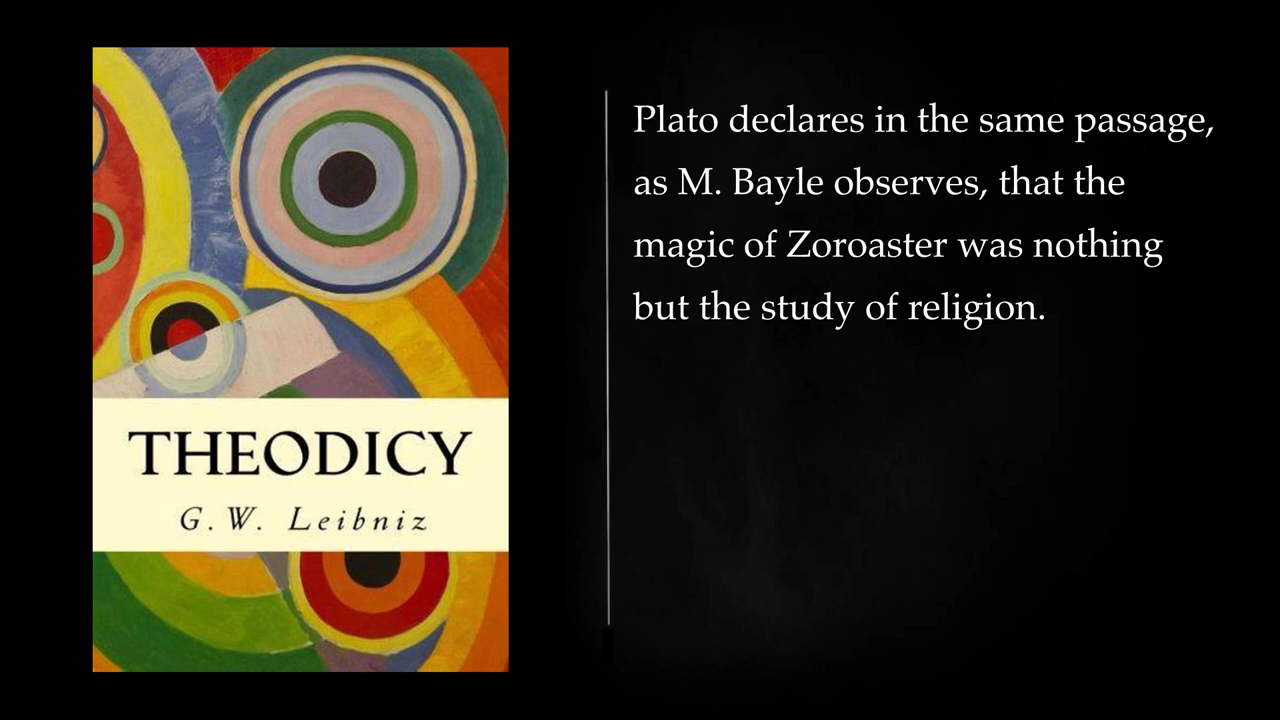 THEODICY
G. W. Leibniz
Plato declares in the same passage,
as M. Bayle observes, that the
magic of Zoroaster was nothing
but the study of religion.